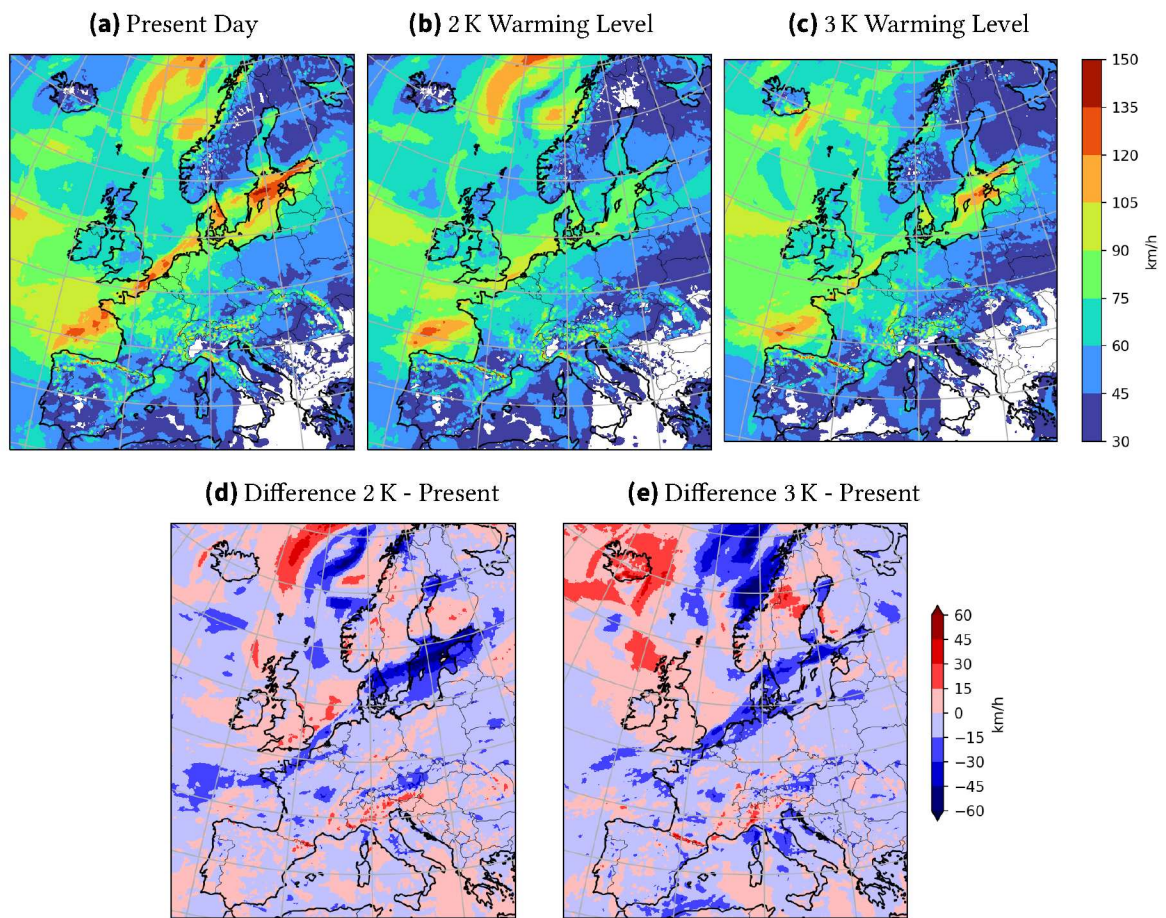 (a) Present Day
(b) 2 K Warming Level
(c) 3 K Warming Level
150
135
120
105
90
75
60
45
30
km/h
(d) Difference 2 K - Present
(e) Difference 3 K - Present
60
45
30
15
0
−15
−30
−45
−60
km/h